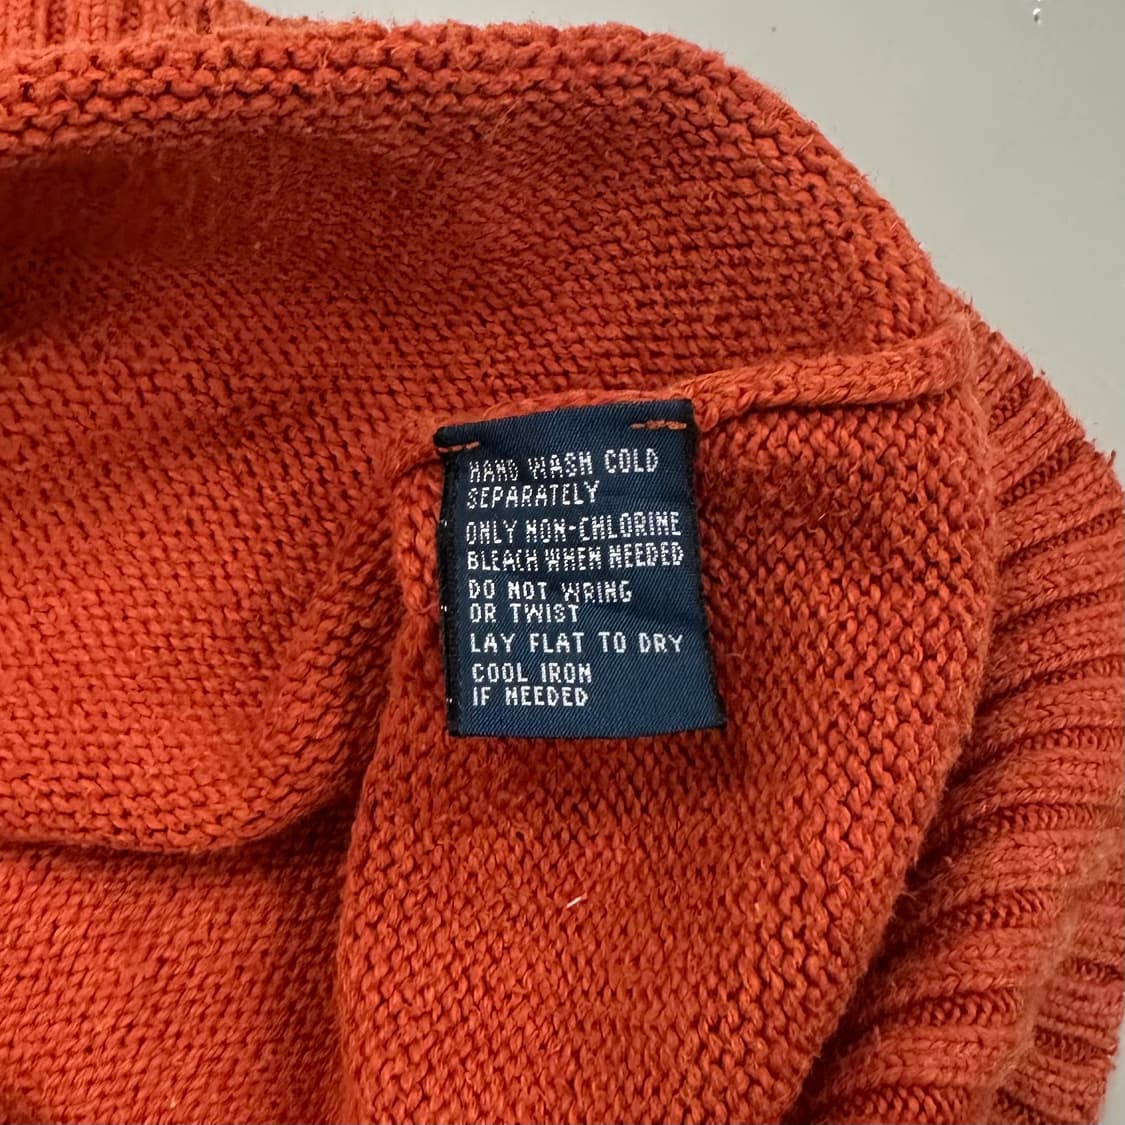 HAND WASH COLD
SEPARATELY
ONLY NON-CHLORINE
BLEACH WHEN NEEDED
DO NOT WRING
OR TWIST
LAY FLAT TO DRY
COOL IRON
IF NEEDED